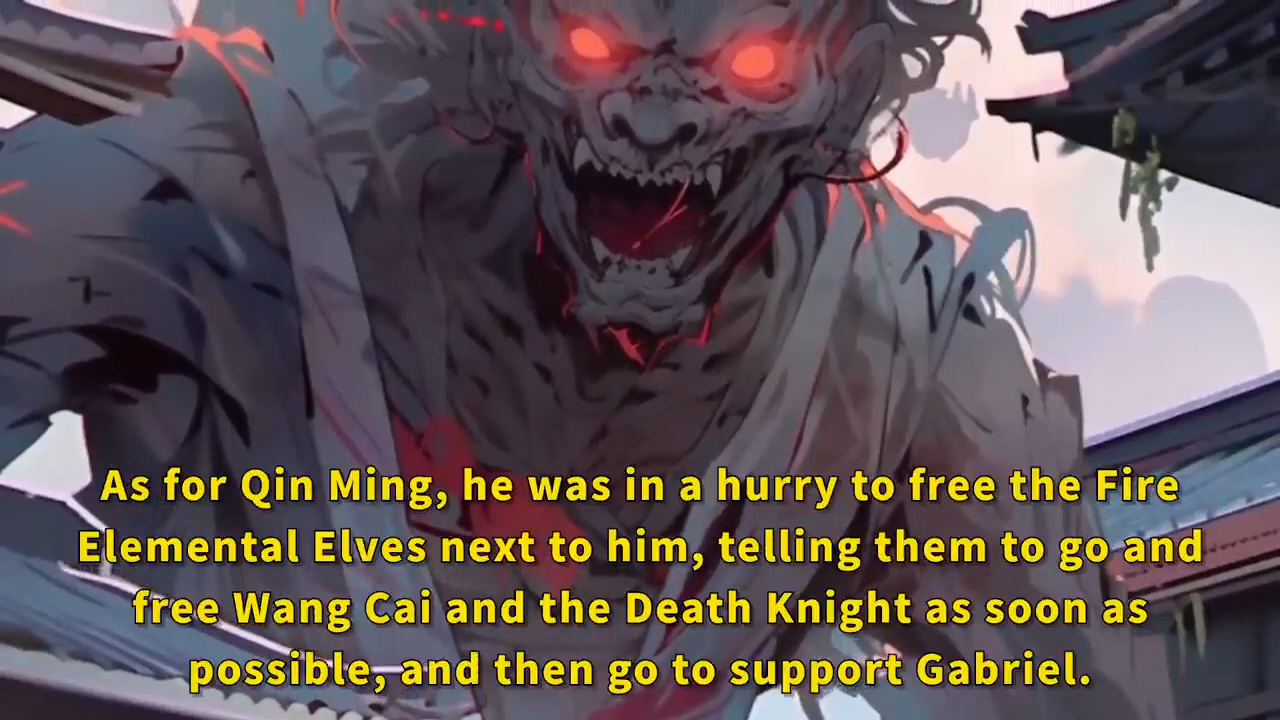 As for Qin Ming, he was in a hurry to free the Fire
Elemental Elves next to him, telling them to go and
free Wang Cai and the Death Knight as soon as
possible, and then go to support Gabriel.